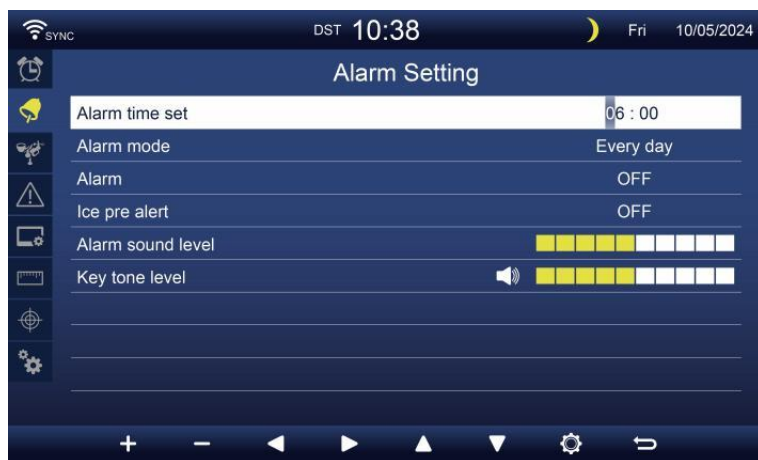 SYNC DST 10:38 Fri 10/05/2024
Alarm Setting
Alarm time set 06 : 00
Alarm mode Every day
Alarm OFF
Ice pre alert OFF
Alarm sound level
Key tone level